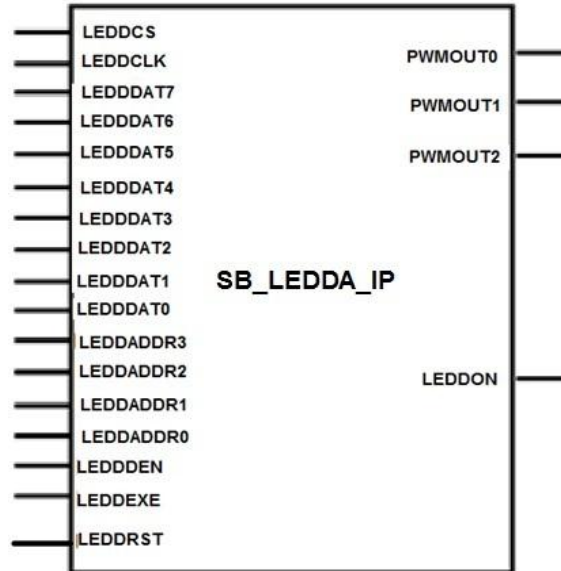 LEDDCS
LEDDCLK
LEDDDAT7
LEDDDAT6
LEDDDAT5
LEDDDAT4
LEDDDAT3
LEDDDAT2
LEDDDAT1
LEDDDAT0
LEDDADDR3
LEDDADDR2
LEDDADDR1
LEDDADDR0
LEDDDEN
LEDDEXE
LEDDRST
SB_LEDDA_IP
PWMOUT0
PWMOUT1
PWMOUT2
LEDDON